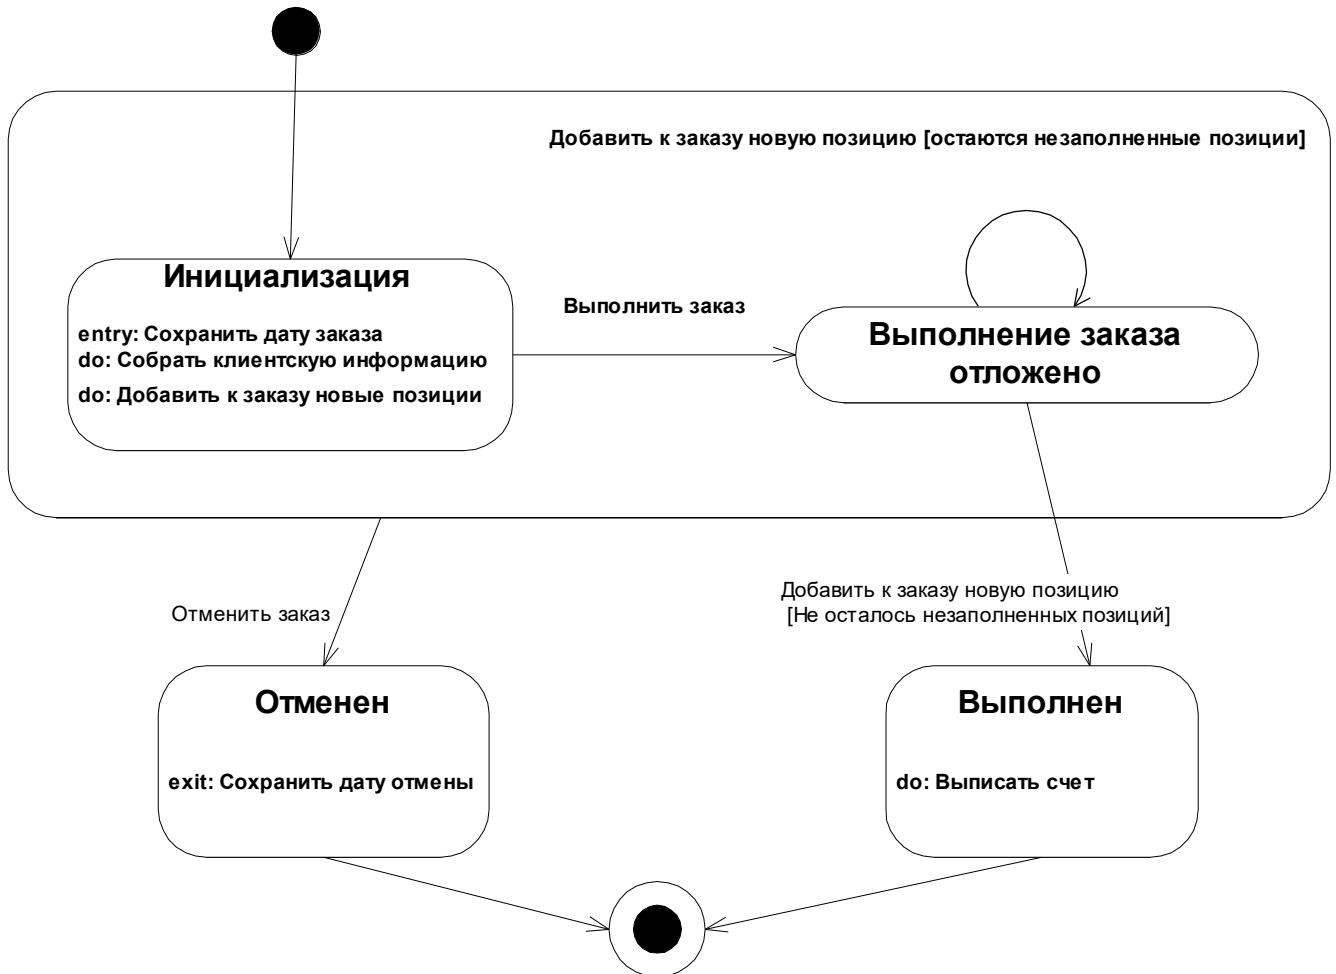 Добавить к заказу новую позицию [остаются незаполненные позиции]
Инициализация
entry: Сохранить дату заказа
do: Собрать клиентскую информацию
do: Добавить к заказу новые позиции
Выполнить заказ
Выполнение заказа
отложено
Отменить заказ
Добавить к заказу новую позицию
[Не осталось незаполненных позиций]
Отменен
exit: Сохранить дату отмены
Выполнен
do: Выписать счет